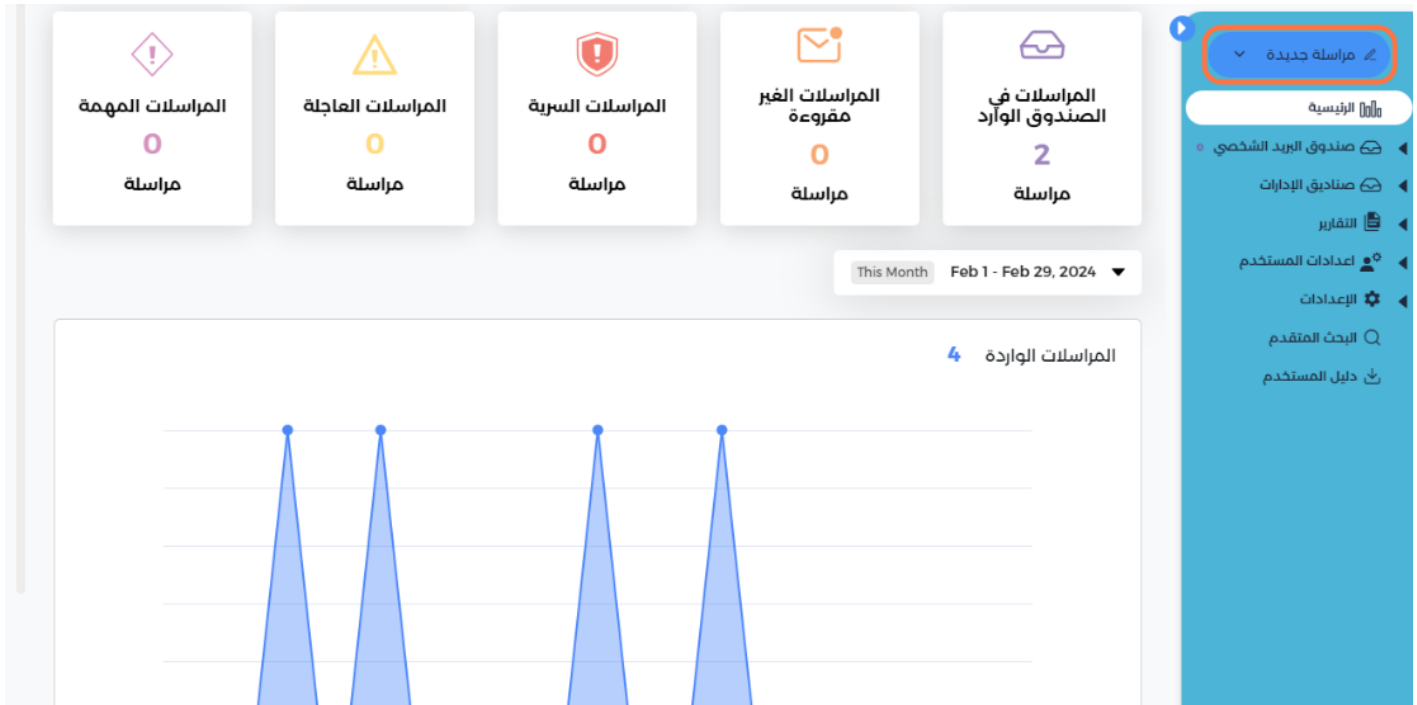 مراسلة جديدة
الرئيسية
صندوق البريد الشخصي 0
صناديق الإدارات
التقارير
اعدادات المستخدم
الإعدادات
البحث المتقدم
دليل المستخدم
المراسلات في
الصندوق الوارد
2
مراسلة
المراسلات الغير
مقروءة
0
مراسلة
المراسلات السرية
0
مراسلة
المراسلات العاجلة
0
مراسلة
المراسلات المهمة
0
مراسلة
This Month Feb 1 - Feb 29, 2024
المراسلات الواردة 4